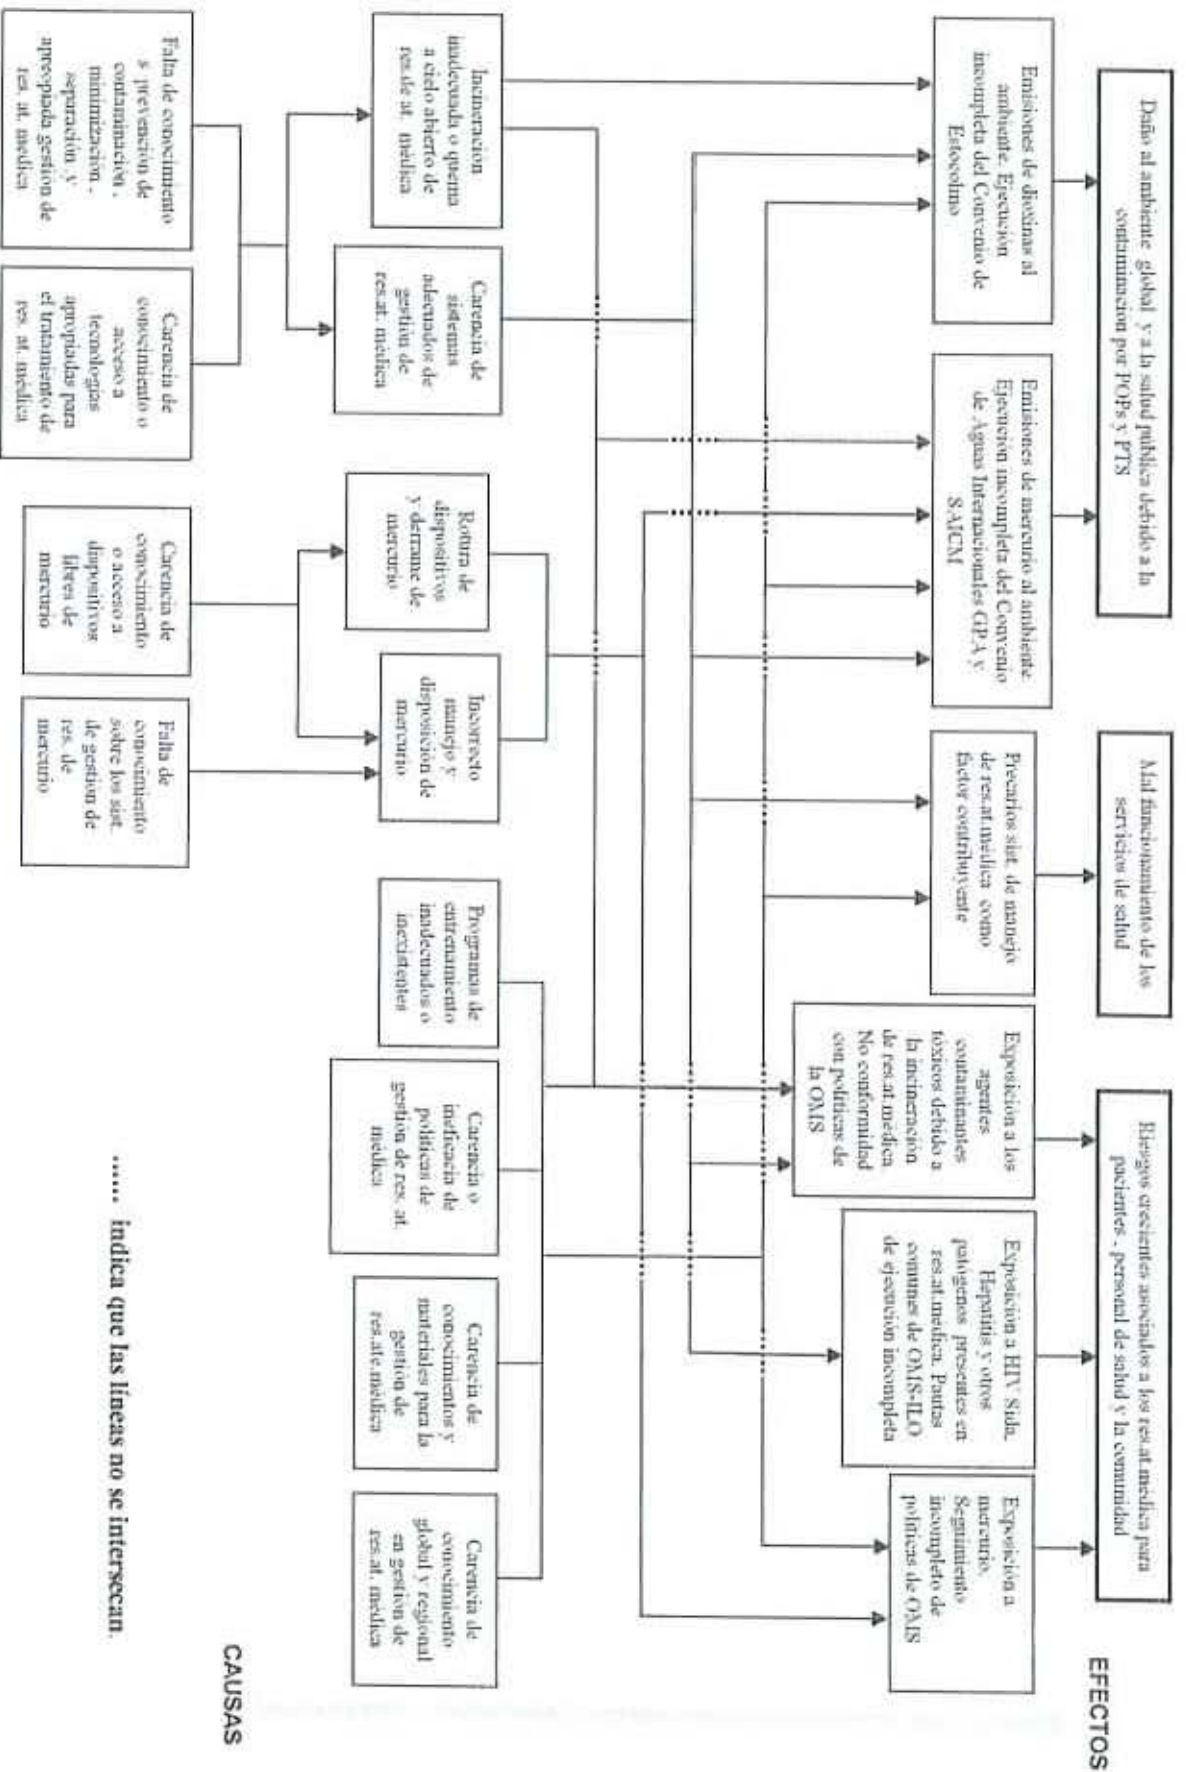 EFECTOS
Daño al ambiente global y a la salud pública debido a la
contaminacion por POPs y PTS
Mal funcionamiento de los
servicios de salud
Riesgos crecientes asociados a los res.at.médica para
pacientes , personal de salud y la comunidad
Emisiones de dioxinas al
ambiente. Ejecución
incompleta del Convenio de
Estocolmo
Emisiones de mercurio al ambiente
Ejecución incompleta del Convenio
de Aguas Internacionales GPA y
SAICM
Precarios sist. de manejo
de res.at.médica como
factor contribuyente
Exposición a los
agentes
contaminantes
tóxicos debido a
la incineración
de res.at.médica
No conformidad
con políticas de
la OMS
Exposición a HIV Sida,
Hepatitis y otros
patógenos presentes en
res.at.medica. Pautas
comunes de OMS-ILO
de ejecución incompleta
Exposición a
mercurio.
Seguimiento
incompleto de
políticas de OMS
Incineracion
inadecuada o quema
a cielo abierto de
res.de at. médica
Carencia de
sistemas
adecuados de
gestión de
res.at. médica
Rotura de
dispositivos
y derrame de
mercurio
Incorrecto
manejo y
disposición de
mercurio
Programas de
entrenamiento
inadecuados o
inexistentes
Carencia o
ineficacia de
políticas de
gestión de res. at.
médica
Carencia de
conocimientos y
materiales para la
gestión de
res.ate.médica
Carencia de
conocimiento
global y regional
en gestión de
res.at. médica
Falta de conocimiento
s/ prevención de
contaminación ,
minimización ,
separación y
apropiada gestión de
res. at. médica
Carencia de
conocimiento o
acceso a
tecnologías
apropiadas para
el tratamiento de
res. at. médica
Carencia de
conocimiento
o acceso a
dispositivos
libres de
mercurio
Falta de
conocimiento
sobre los sist.
de gestión de
res. de
mercurio
CAUSAS
...... indica que las líneas no se intersecan.